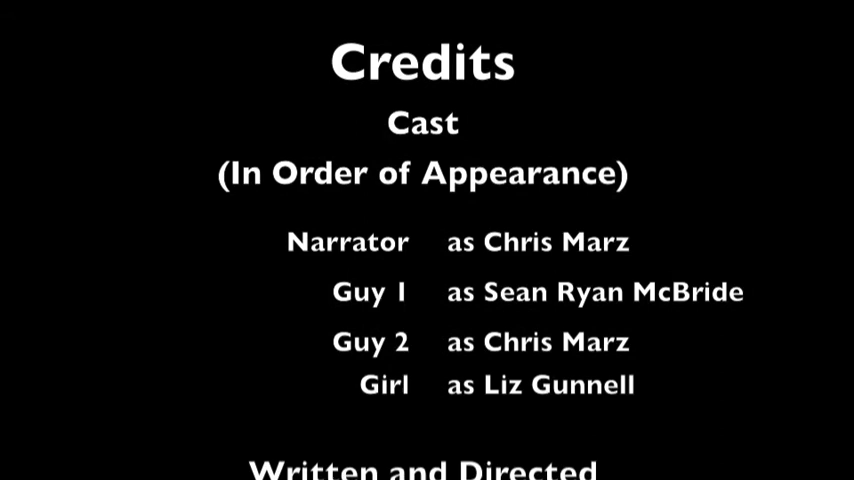 Credits
Cast
(In Order of Appearance)
Narrator as Chris Marz
Guy 1 as Sean Ryan McBride
Guy 2 as Chris Marz
Girl as Liz Gunnell
Written and Directed